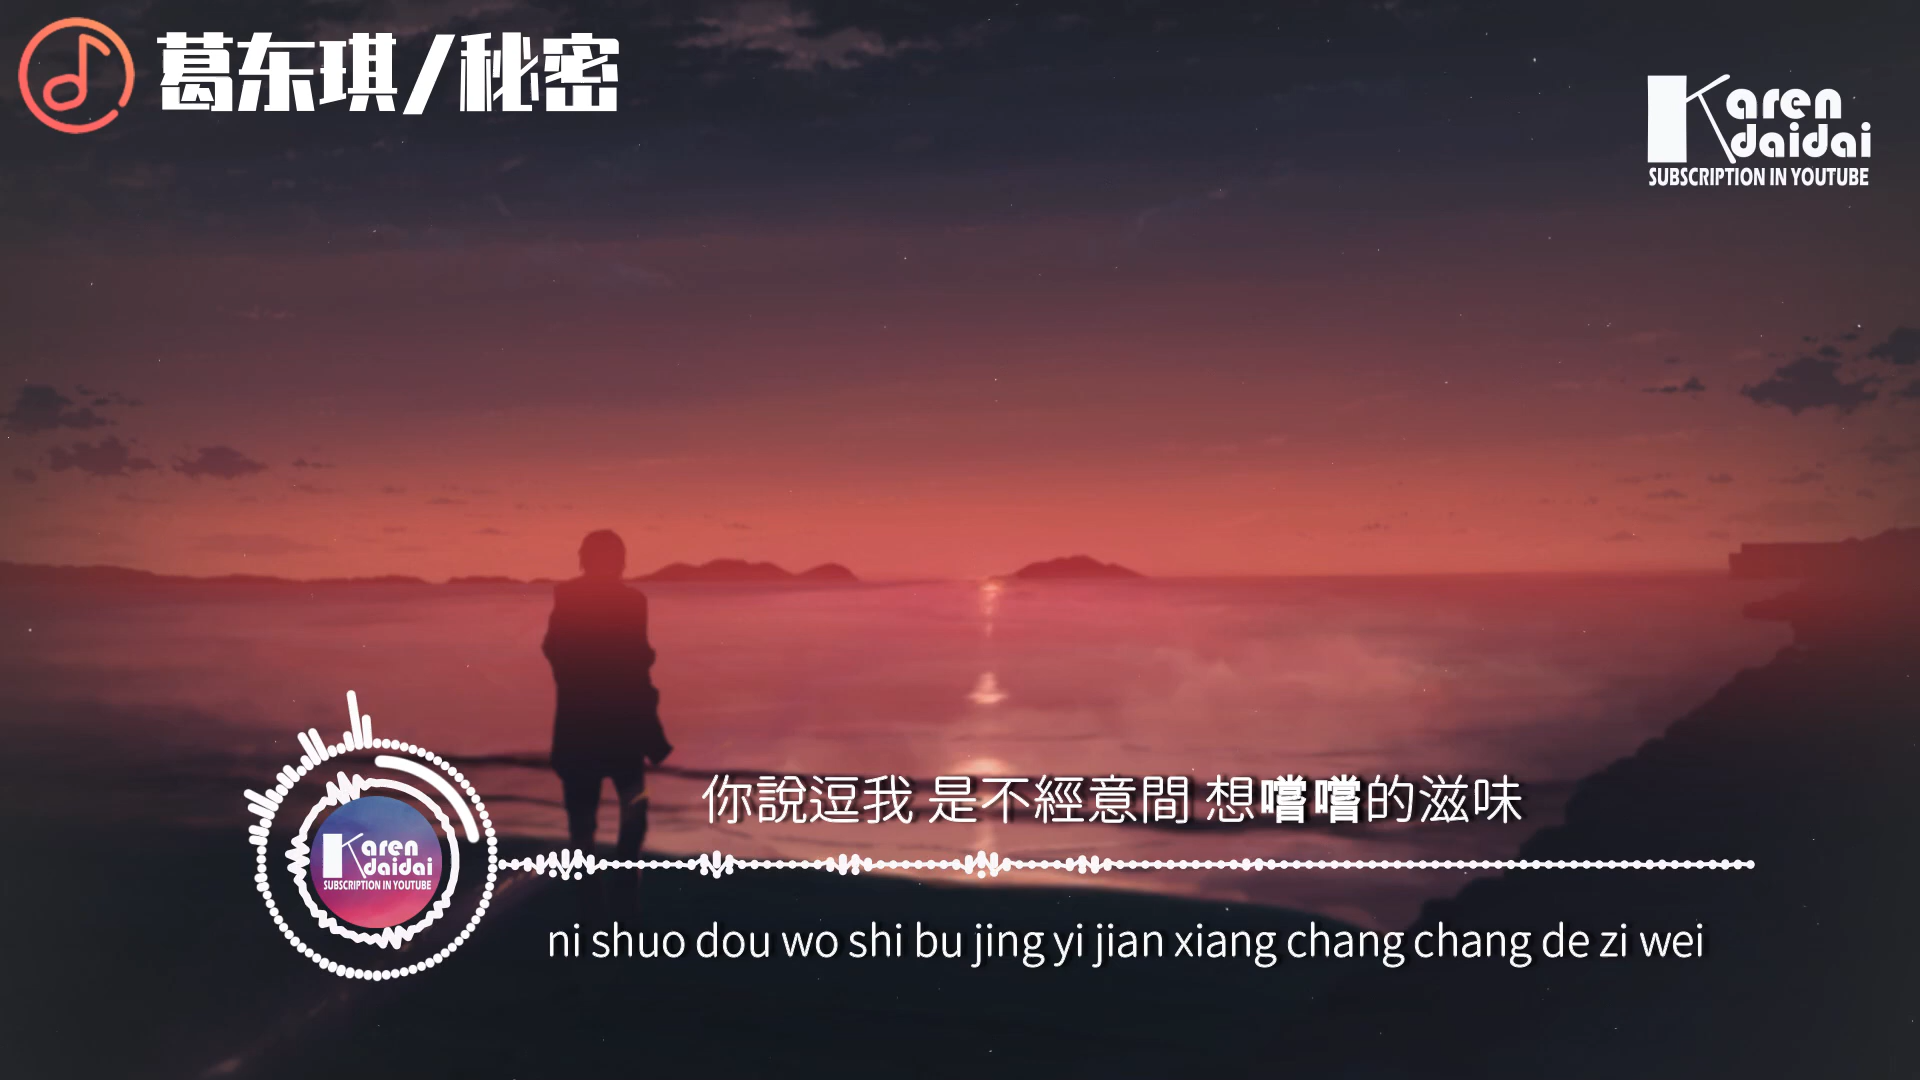 葛东琪/秘密
Karen
daidai
SUBSCRIPTION IN YOUTUBE
你說逗我 是不經意間 想嚐嚐的滋味
Karen
daidai
SUBSCRIPTION IN YOUTUBE
ni shuo dou wo shi bu jing yi jian xiang chang chang de zi wei